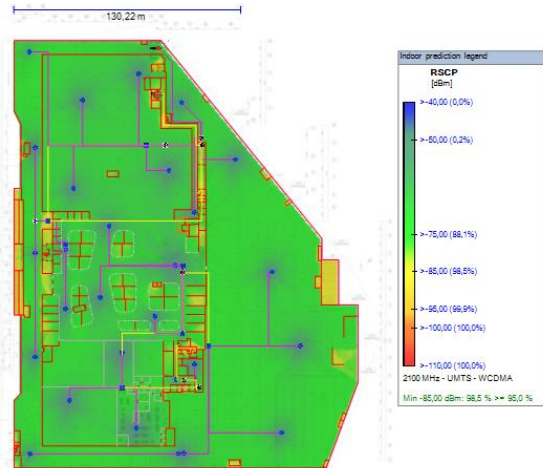 130,22 m
Indoor prediction legend
RSCP
[dBm]
>-40,00 (0,0%)
>-50,00 (0,2%)
>-75,00 (88,1%)
>-85,00 (98,5%)
>-95,00 (99,9%)
>-100,00 (100,0%)
>-110,00 (100,0%)
2100 MHz - UMTS - WCDMA
Min -85,00 dBm: 98,5 % >= 95,0 %